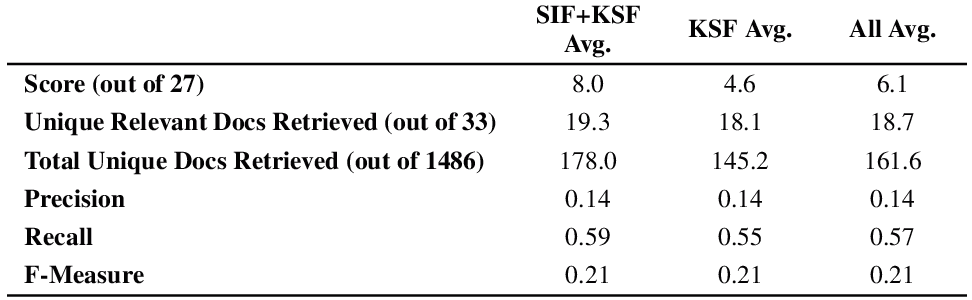 SIF+KSF Avg. KSF Avg. All Avg.
Score (out of 27) 8.0 4.6 6.1
Unique Relevant Docs Retrieved (out of 33) 19.3 18.1 18.7
Total Unique Docs Retrieved (out of 1486) 178.0 145.2 161.6
Precision 0.14 0.14 0.14
Recall 0.59 0.55 0.57
F-Measure 0.21 0.21 0.21